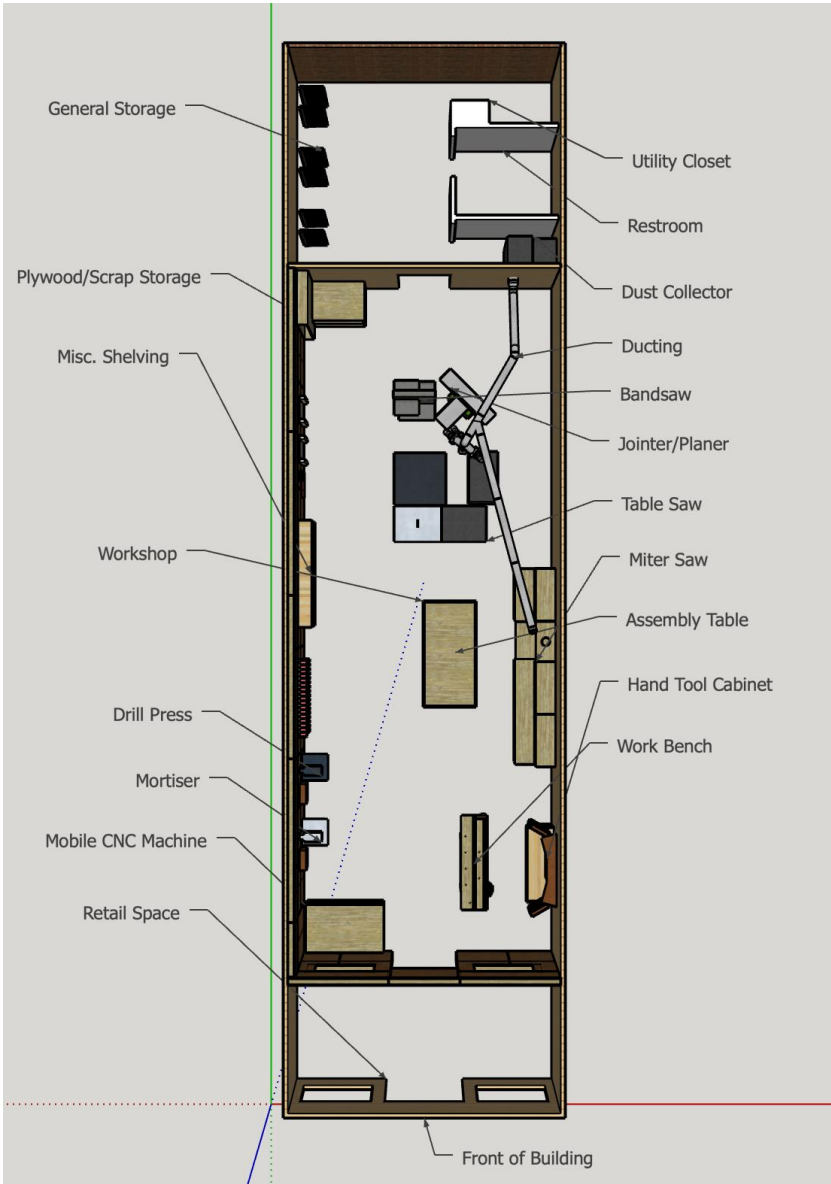 General Storage
Utility Closet
Restroom
Plywood/Scrap Storage
Dust Collector
Misc. Shelving
Ducting
Bandsaw
Jointer/Planer
Table Saw
Workshop
Miter Saw
Assembly Table
Hand Tool Cabinet
Drill Press
Work Bench
Mortiser
Mobile CNC Machine
Retail Space
Front of Building